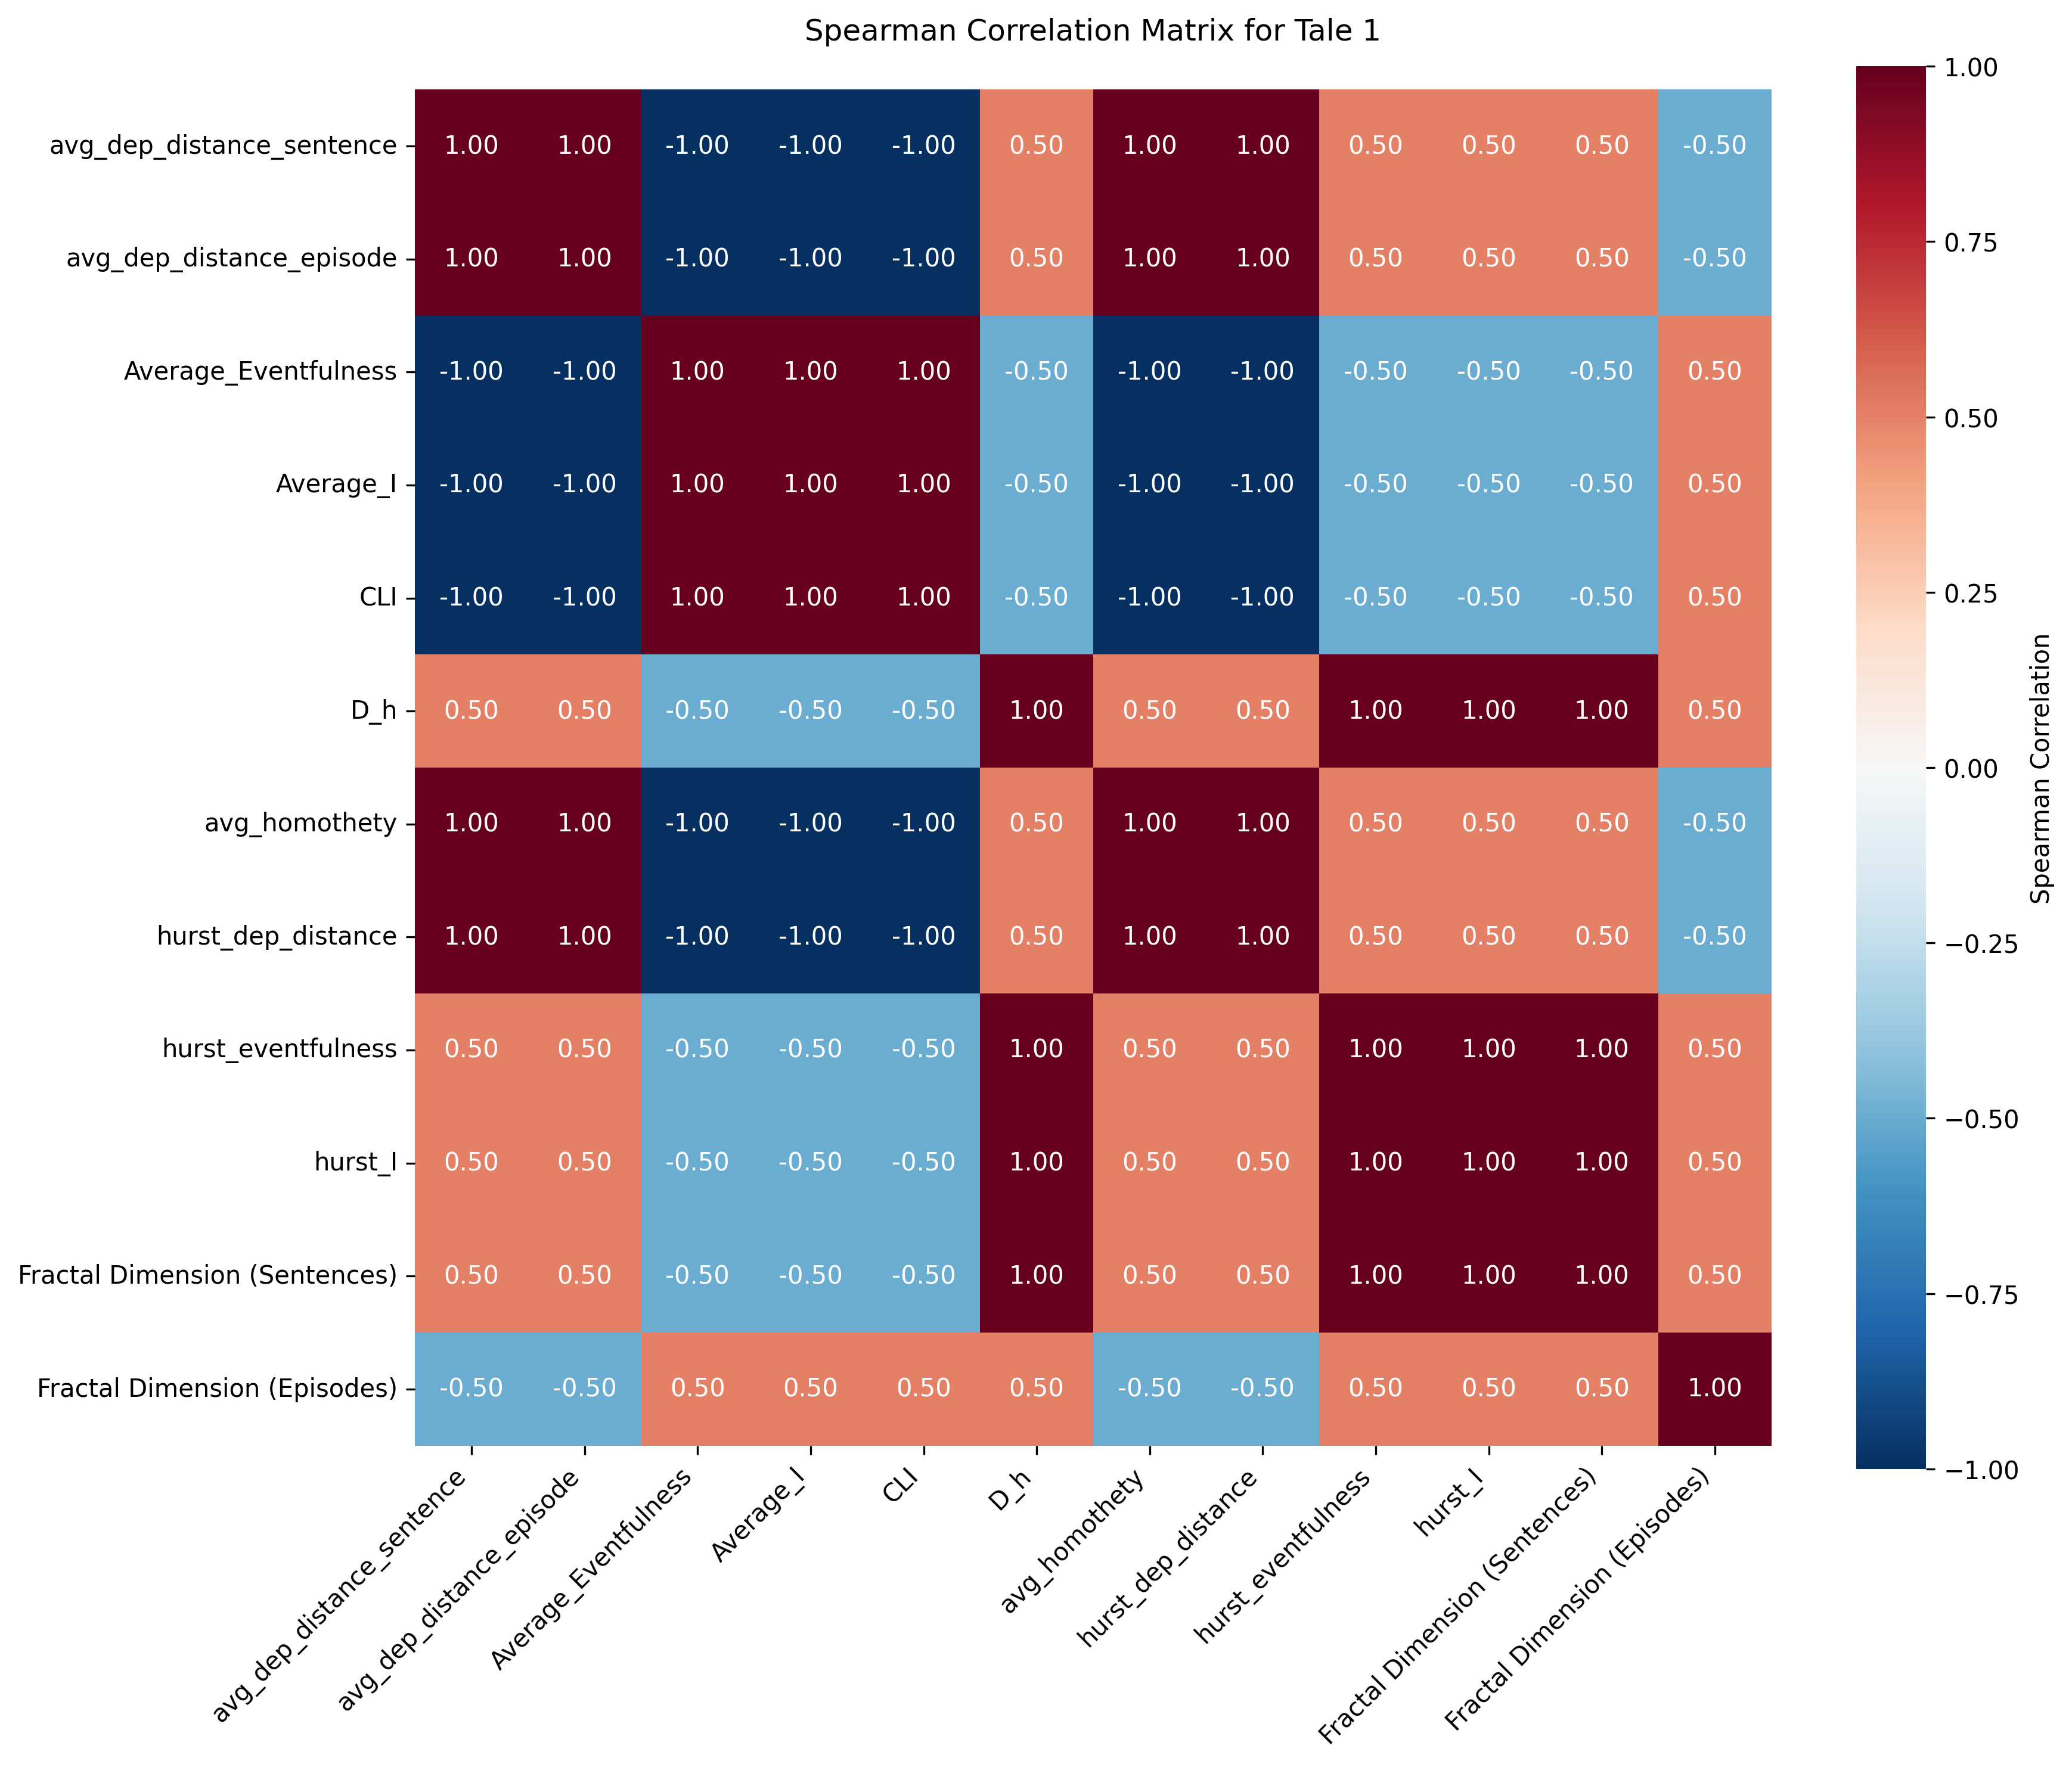 Spearman Correlation Matrix for Tale 1
avg_dep_distance_sentence 1.00 1.00 -1.00 -1.00 -1.00 0.50 1.00 1.00 0.50 0.50 0.50 -0.50
avg_dep_distance_episode 1.00 1.00 -1.00 -1.00 -1.00 0.50 1.00 1.00 0.50 0.50 0.50 -0.50
Average_Eventfulness -1.00 -1.00 1.00 1.00 1.00 -0.50 -1.00 -1.00 -0.50 -0.50 -0.50 0.50
Average_I -1.00 -1.00 1.00 1.00 1.00 -0.50 -1.00 -1.00 -0.50 -0.50 -0.50 0.50
CLI -1.00 -1.00 1.00 1.00 1.00 -0.50 -1.00 -1.00 -0.50 -0.50 -0.50 0.50
D_h 0.50 0.50 -0.50 -0.50 -0.50 1.00 0.50 0.50 1.00 1.00 1.00 0.50
avg_homothety 1.00 1.00 -1.00 -1.00 -1.00 0.50 1.00 1.00 0.50 0.50 0.50 -0.50
hurst_dep_distance 1.00 1.00 -1.00 -1.00 -1.00 0.50 1.00 1.00 0.50 0.50 0.50 -0.50
hurst_eventfulness 0.50 0.50 -0.50 -0.50 -0.50 1.00 0.50 0.50 1.00 1.00 1.00 0.50
hurst_I 0.50 0.50 -0.50 -0.50 -0.50 1.00 0.50 0.50 1.00 1.00 1.00 0.50
Fractal Dimension (Sentences) 0.50 0.50 -0.50 -0.50 -0.50 1.00 0.50 0.50 1.00 1.00 1.00 0.50
Fractal Dimension (Episodes) -0.50 -0.50 0.50 0.50 0.50 0.50 -0.50 -0.50 0.50 0.50 0.50 1.00
avg_dep_distance_sentence
avg_dep_distance_episode
Average_Eventfulness
Average_I
CLI
D_h
avg_homothety
hurst_dep_distance
hurst_eventfulness
hurst_I
Fractal Dimension (Sentences)
Fractal Dimension (Episodes)
1.00
0.75
0.50
0.25
0.00
−0.25
−0.50
−0.75
−1.00
Spearman Correlation